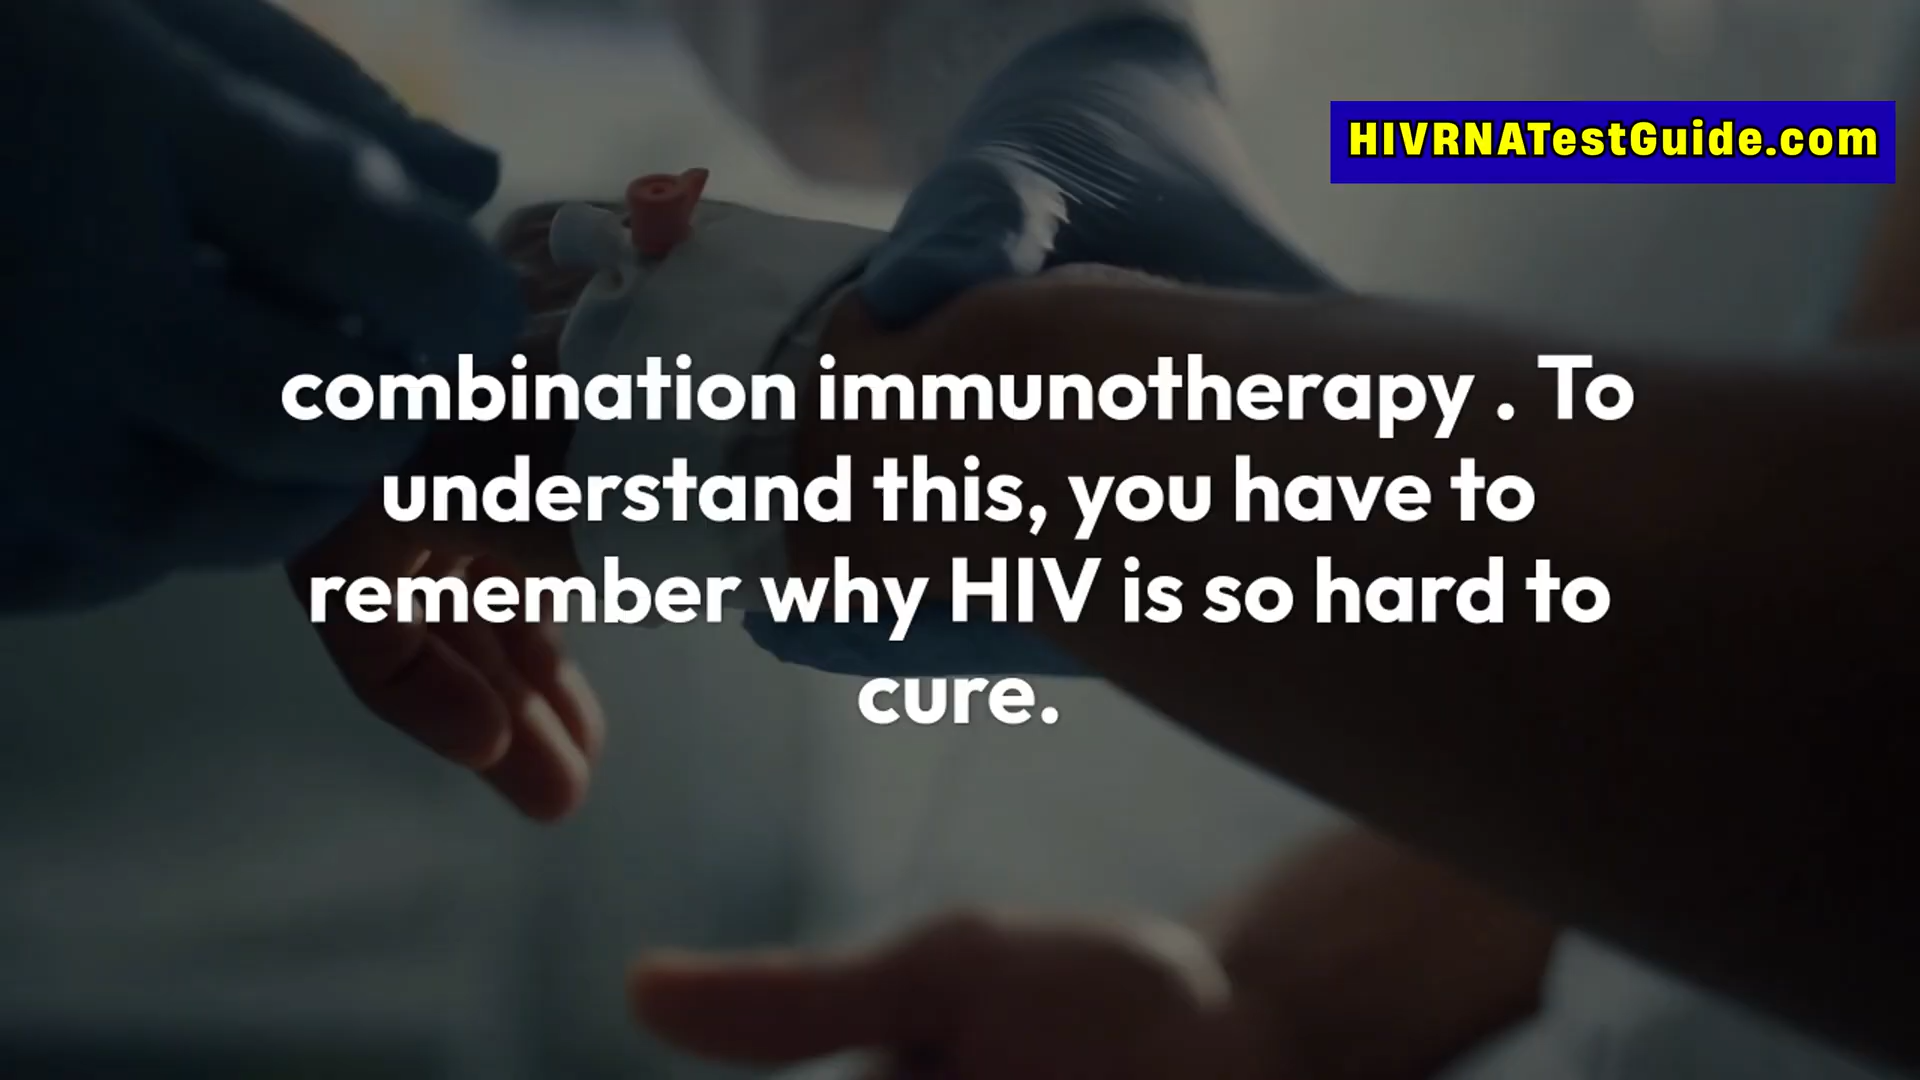 HIVRNATestGuide.com
combination immunotherapy . To
understand this, you have to
remember why HIV is so hard to
cure.